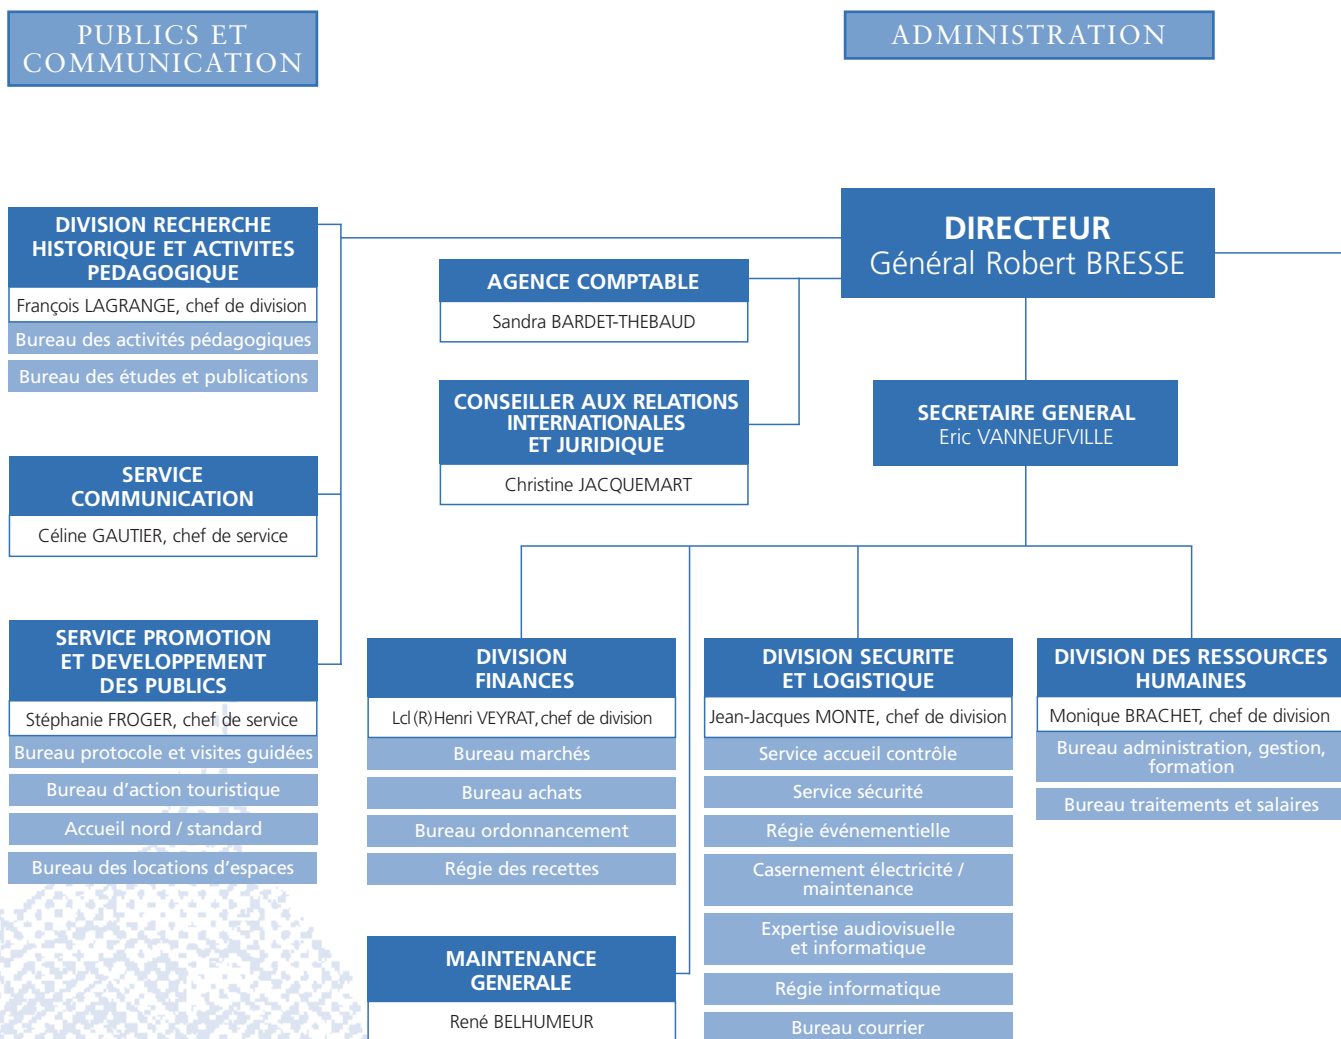 PUBLICS ET
COMMUNICATION
ADMINISTRATION
DIVISION RECHERCHE
HISTORIQUE ET ACTIVITES
PEDAGOGIQUE
François LAGRANGE, chef de division
Bureau des activités pédagogiques
Bureau des études et publications
SERVICE
COMMUNICATION
Céline GAUTIER, chef de service
SERVICE PROMOTION
ET DEVELOPPEMENT
DES PUBLICS
Stéphanie FROGER, chef de service
Bureau protocole et visites guidées
Bureau d'action touristique
Accueil nord / standard
Bureau des locations d'espaces
DIRECTEUR
Général Robert BRESSE
AGENCE COMPTABLE
Sandra BARDET-THEBAUD
CONSEILLER AUX RELATIONS
INTERNATIONALES
ET JURIDIQUE
Christine JACQUEMART
SECRETAIRE GENERAL
Eric VANNEUFVILLE
DIVISION
FINANCES
Lcl (R) Henri VEYRAT, chef de division
Bureau marchés
Bureau achats
Bureau ordonnancement
Régie des recettes
MAINTENANCE
GENERALE
René BELHUMEUR
DIVISION SECURITE
ET LOGISTIQUE
Jean-Jacques MONTE, chef de division
Service accueil contrôle
Service sécurité
Régie événementielle
Casernement électricité /
maintenance
Expertise audiovisuelle
et informatique
Régie informatique
Bureau courrier
DIVISION DES RESSOURCES
HUMAINES
Monique BRACHET, chef de division
Bureau administration, gestion,
formation
Bureau traitements et salaires